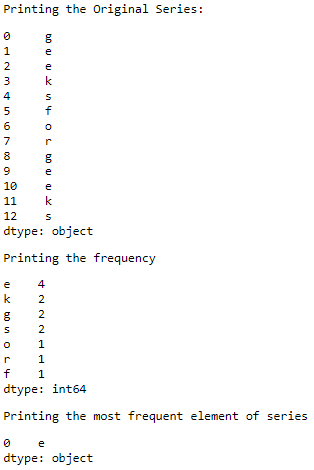 Printing the Original Series:
0     g
1     e
2     e
3     k
4     s
5     f
6     o
7     r
8     g
9     e
10    e
11    k
12    s
dtype: object
Printing the frequency
e    4
k    2
g    2
s    2
o    1
r    1
f    1
dtype: int64
Printing the most frequent element of series
0    e
dtype: object